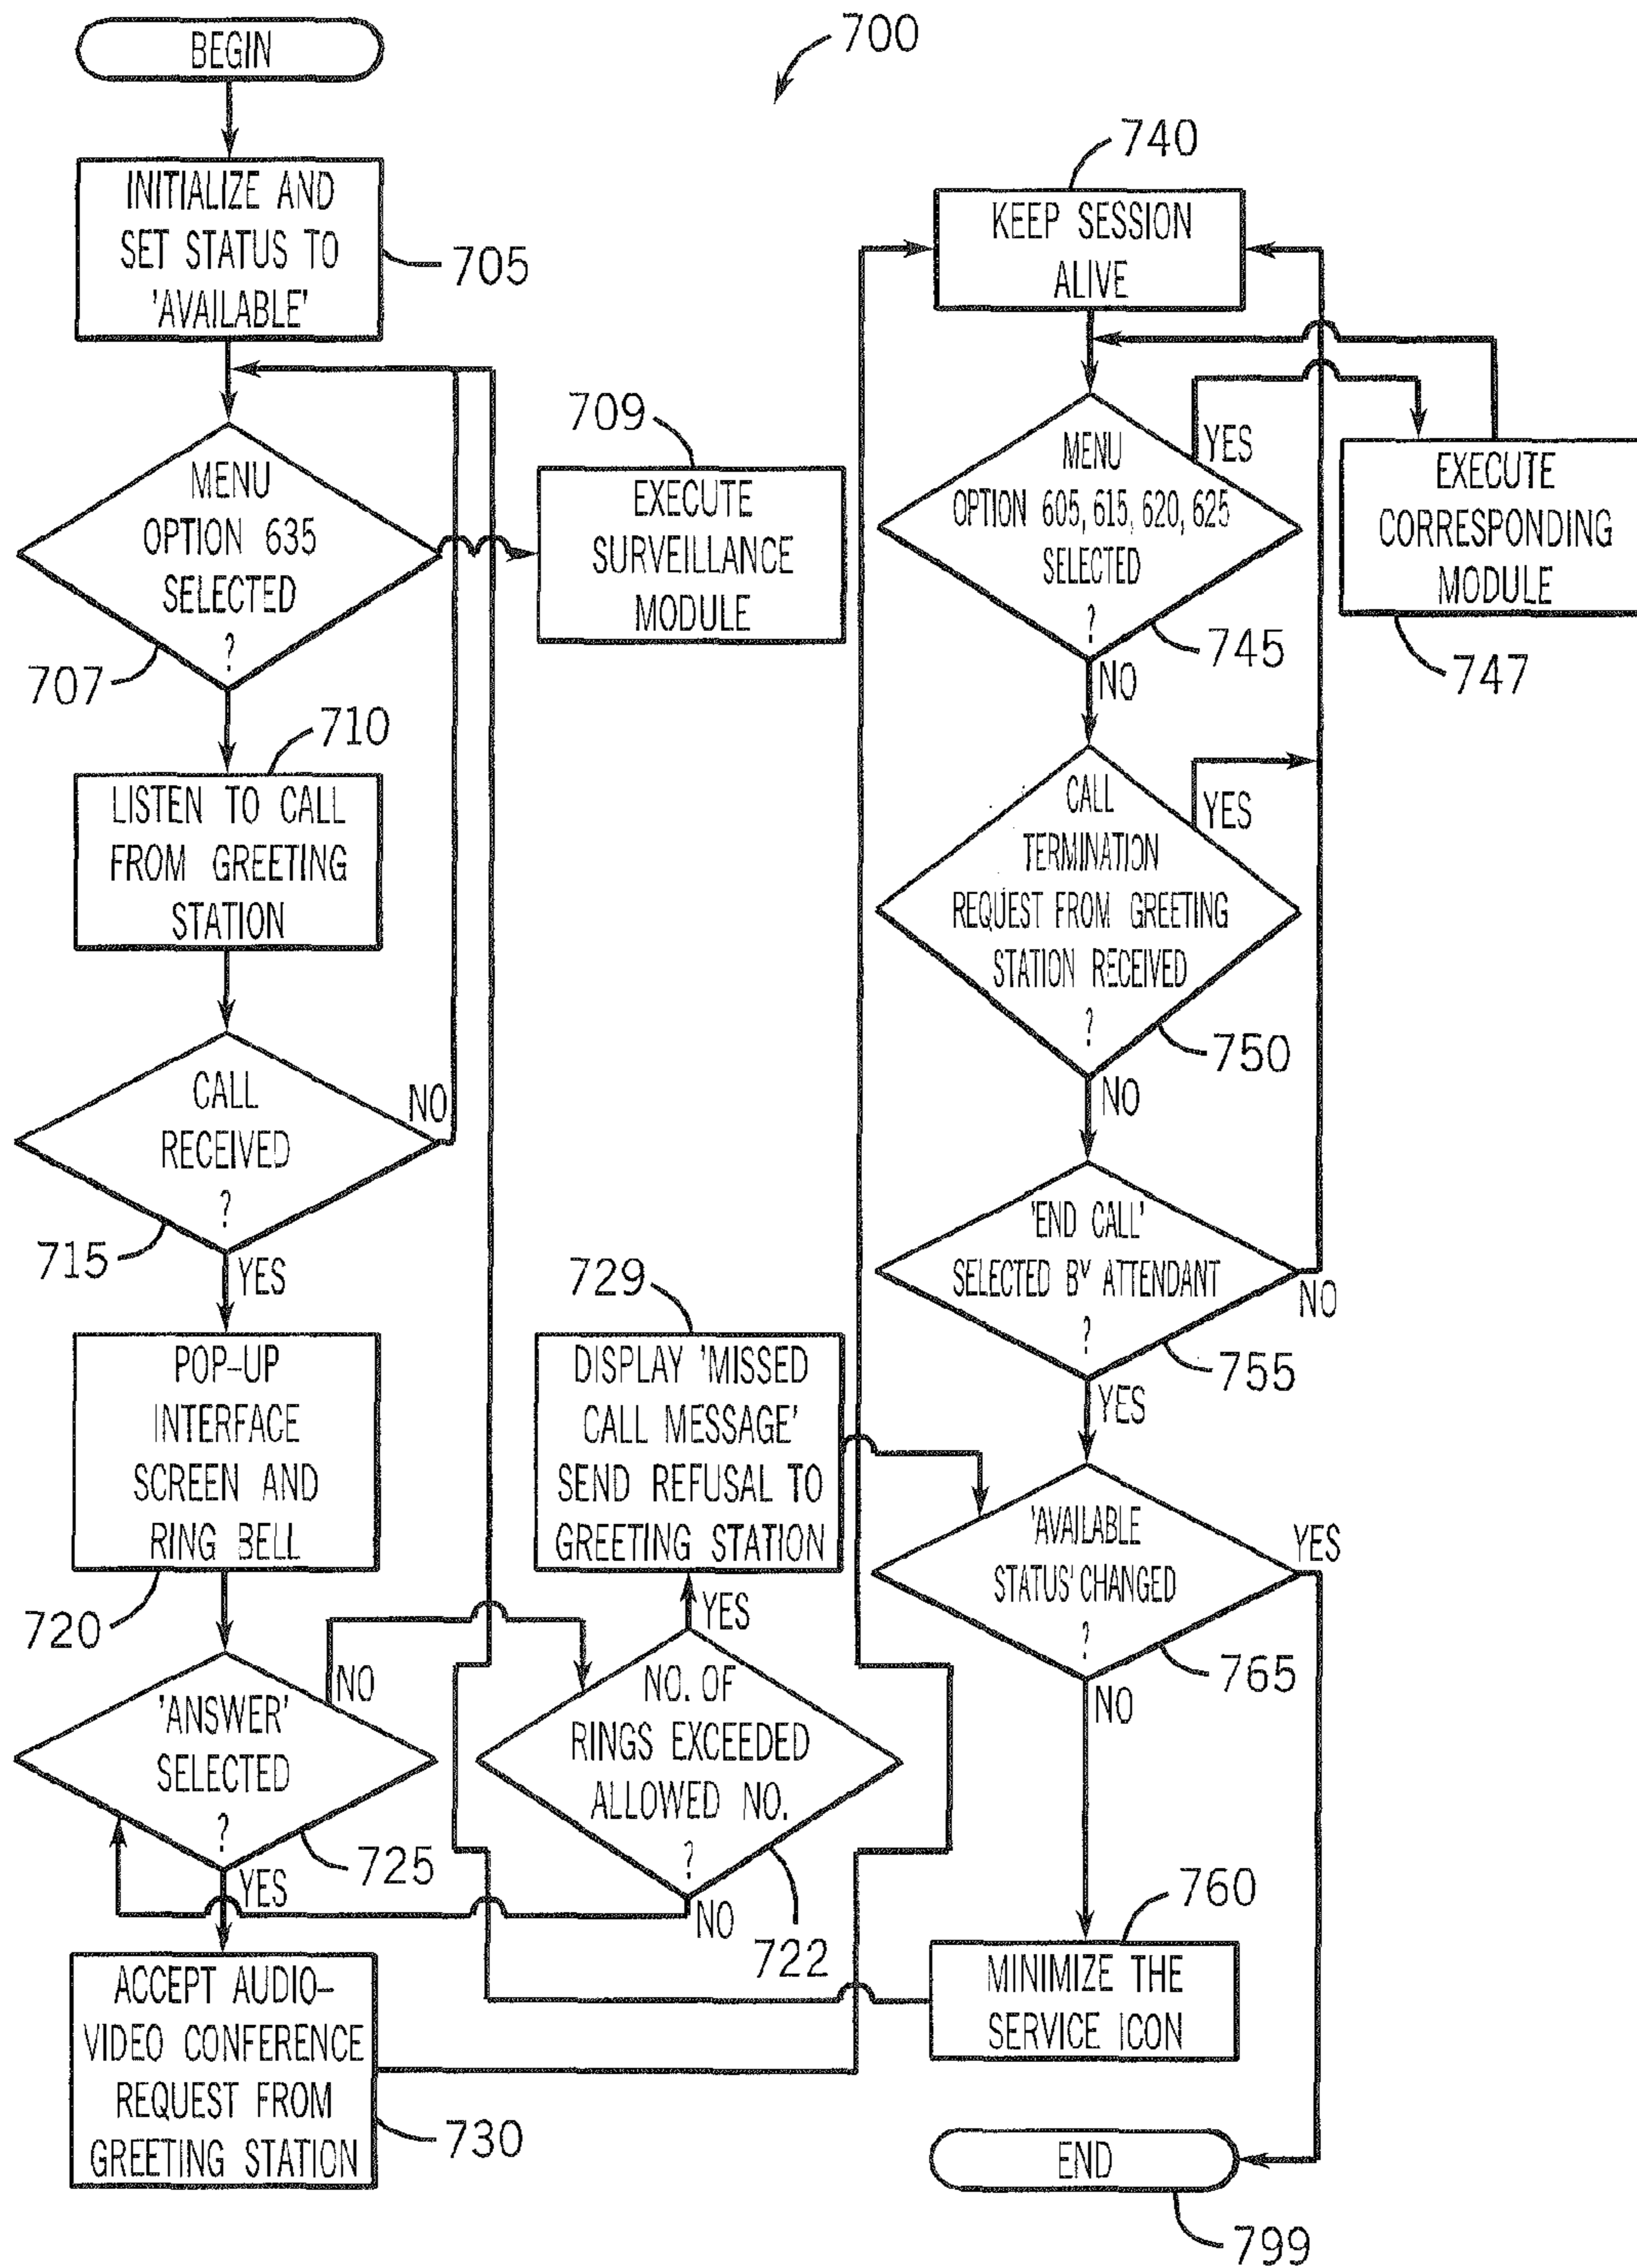 700
BEGIN
INITIALIZE AND
SET STATUS TO
'AVAILABLE'
705
MENU
OPTION 635
SELECTED
?
707
709
EXECUTE
SURVEILLANCE
MODULE
710
LISTEN TO CALL
FROM GREETING
STATION
CALL
RECEIVED
?
NO
715
YES
POP-UP
INTERFACE
SCREEN AND
RING BELL
720
'ANSWER'
SELECTED
?
NO
725
YES
729
DISPLAY 'MISSED
CALL MESSAGE'
SEND REFUSAL TO
GREETING STATION
YES
NO. OF
RINGS EXCEEDED
ALLOWED NO.
?
NO
722
ACCEPT AUDIO-
VIDEO CONFERENCE
REQUEST FROM
GREETING STATION
730
740
KEEP SESSION
ALIVE
MENU
OPTION 605, 615, 620, 625
SELECTED
?
YES
745
NO
EXECUTE
CORRESPONDING
MODULE
747
CALL
TERMINATION
REQUEST FROM GREETING
STATION RECEIVED
?
YES
750
NO
'END CALL'
SELECTED BY ATTENDANT
?
NO
755
YES
'AVAILABLE
STATUS' CHANGED
?
YES
765
NO
760
MINIMIZE THE
SERVICE ICON
END
799